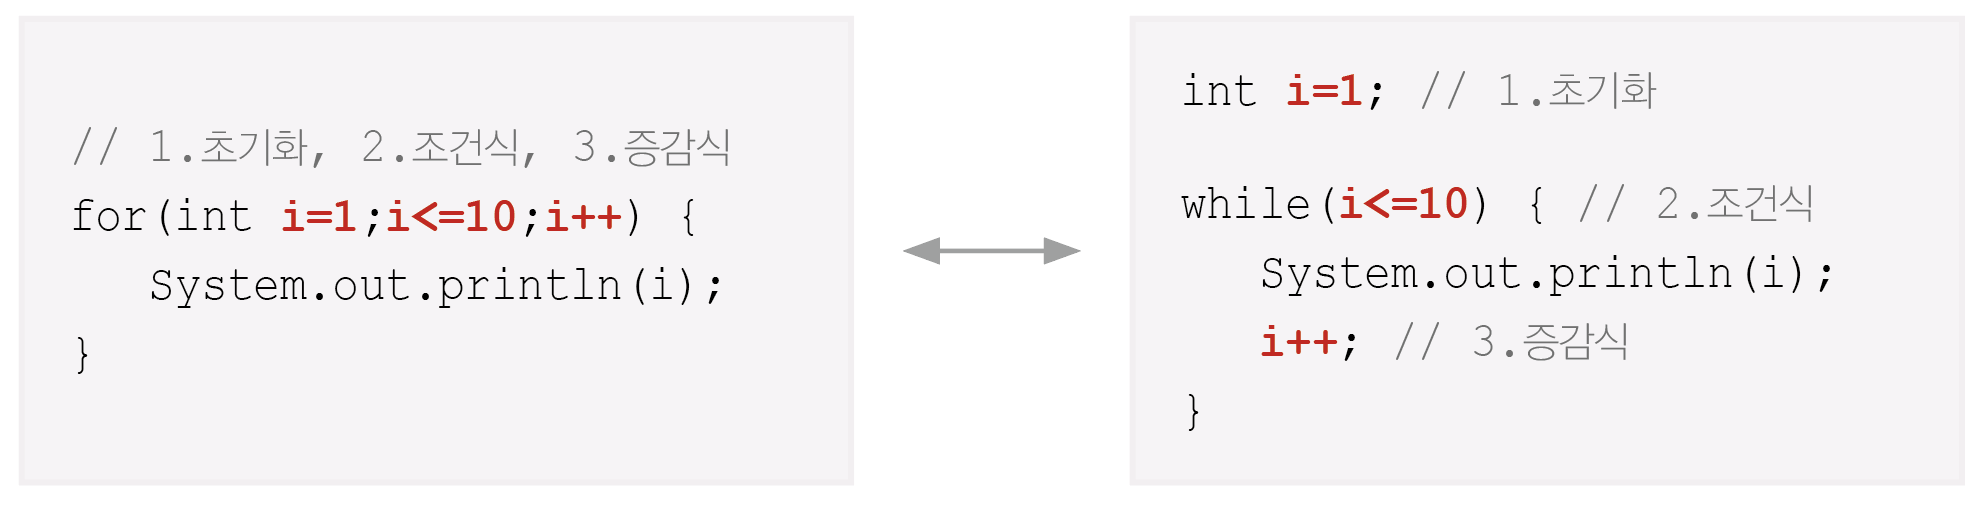 // 1.초기화, 2.조건식, 3.증감식
for(int i=1;i<=10;i++) {
   System.out.println(i);
}
int i=1; // 1.초기화
while(i<=10) { // 2.조건식
   System.out.println(i);
   i++; // 3.증감식
}